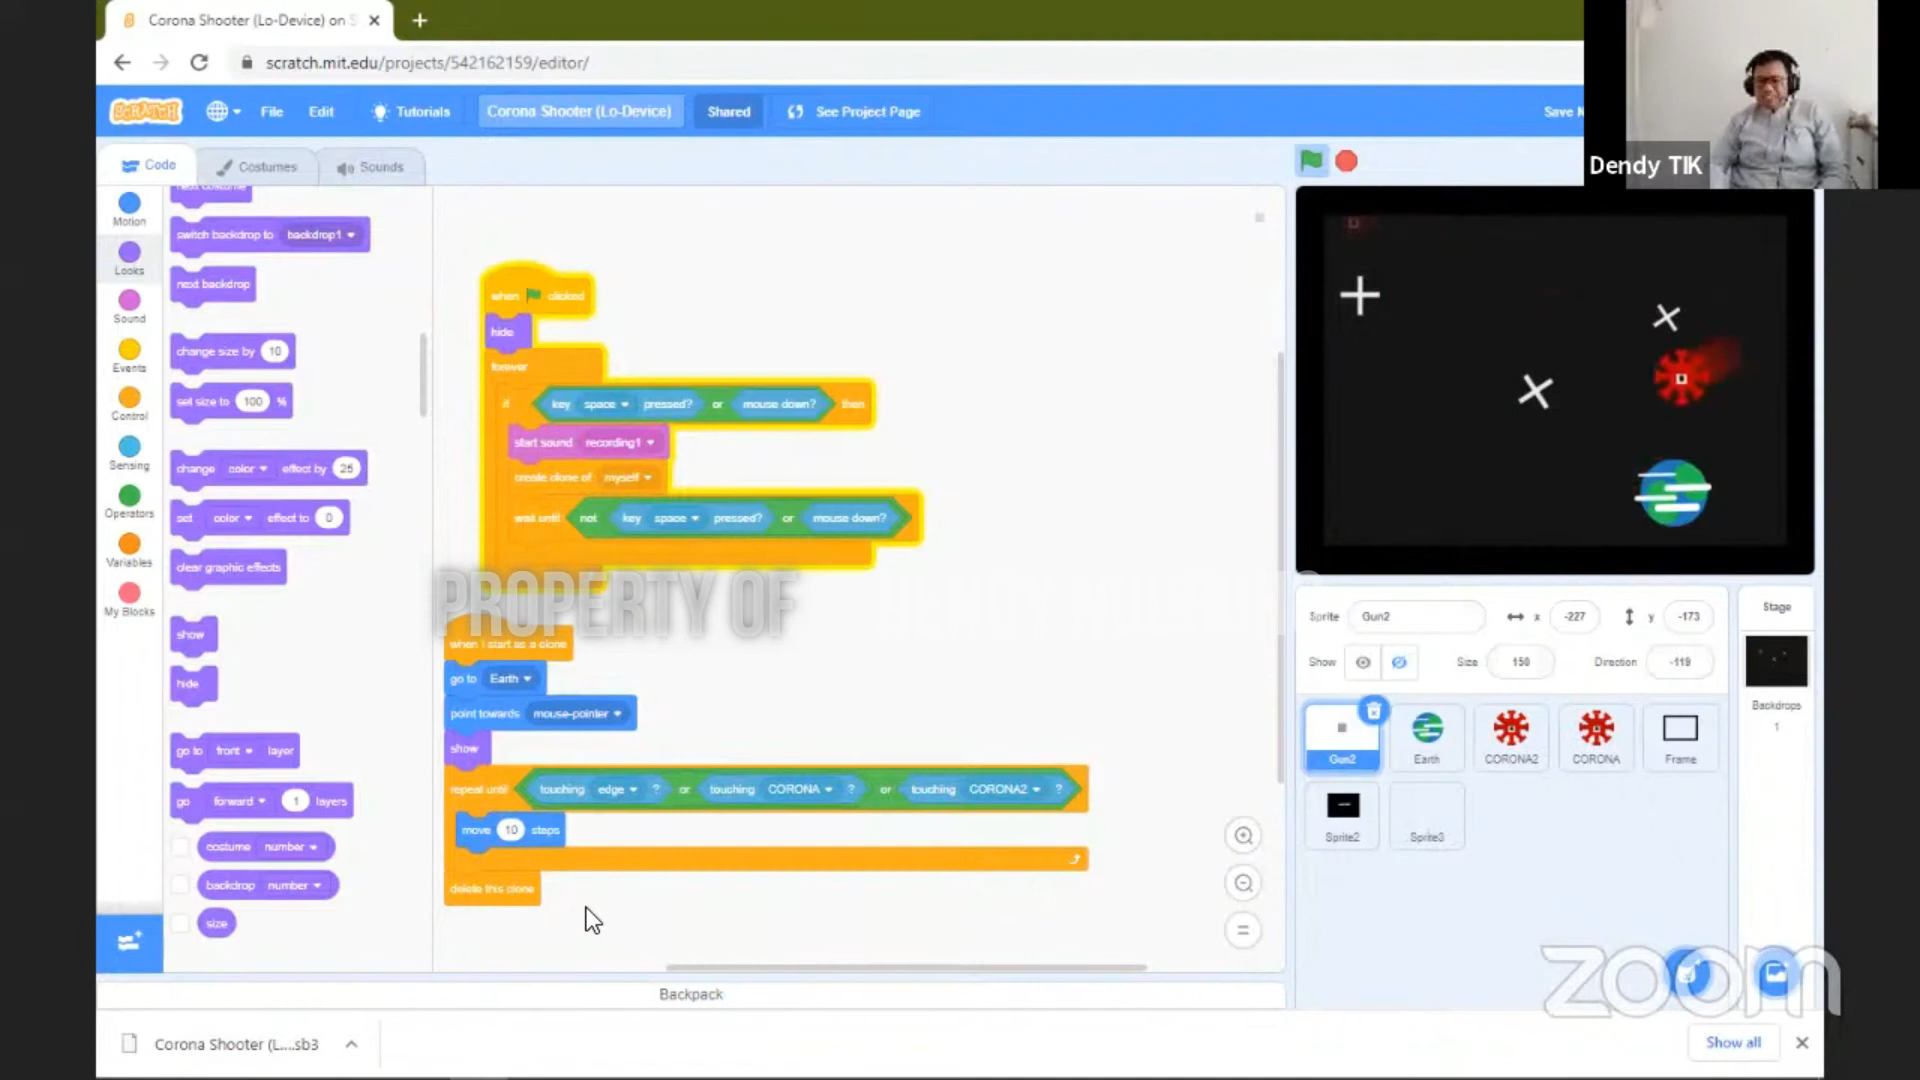 Corona Shooter (Lo-Device) on S
scratch.mit.edu/projects/542162159/editor/
SCRATCH
File
Edit
Tutorials
Corona Shooter (Lo-Device)
Shared
See Project Page
Save N
Dendy TIK
Code
Costumes
Sounds
Motion
Looks
Sound
Events
Control
Sensing
Operators
Variables
My Blocks
next costume
switch backdrop to backdrop1
next backdrop
change size by 10
set size to 100 %
change color effect by 25
set color effect to 0
clear graphic effects
show
hide
go to front layer
go forward 1 layers
costume number
backdrop number
size
when clicked
hide
forever
if key space pressed? or mouse down? then
start sound recording1
create clone of myself
wait until not key space pressed? or mouse down?
PROPERTY OF
when I start as a clone
go to Earth
point towards mouse-pointer
show
repeat until touching edge ? or touching CORONA ? or touching CORONA2 ?
move 10 steps
delete this clone
Backpack
Sprite Gun2 x -227 y -173
Show Size 150 Direction -119
Gun2
Earth
CORONA2
CORONA
Frame
Sprite2
Sprite3
Stage
Backdrops
1
zoom
Corona Shooter (L....sb3
Show all